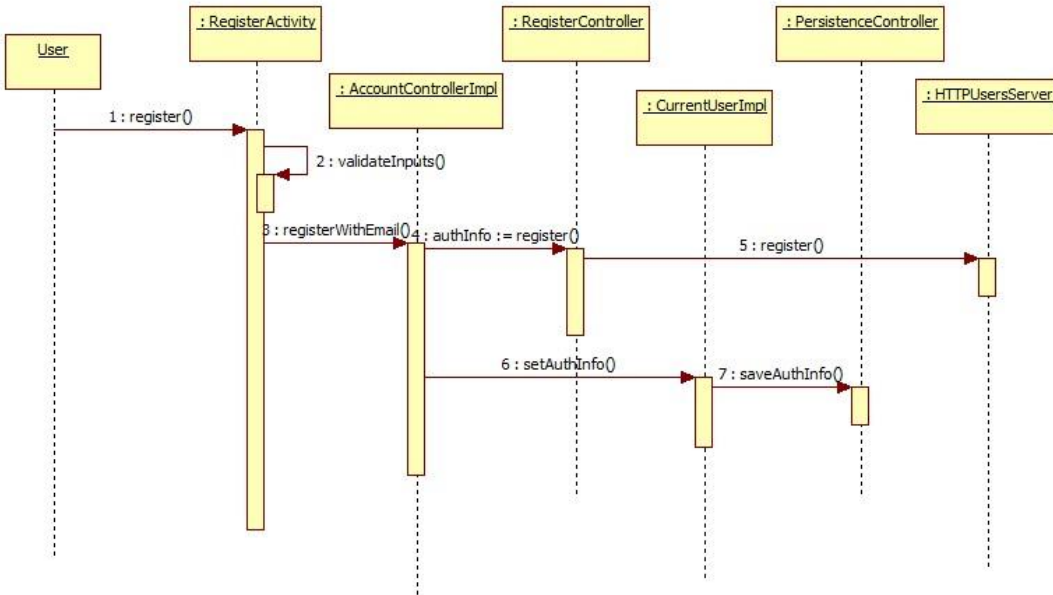 : RegisterActivity
: RegisterController
: PersistenceController
User
: AccountControllerImpl
: CurrentUserImpl
: HTTPUsersServer
1 : register()
2 : validateInputs()
3 : registerWithEmail()
4 : authInfo := register()
5 : register()
6 : setAuthInfo()
7 : saveAuthInfo()